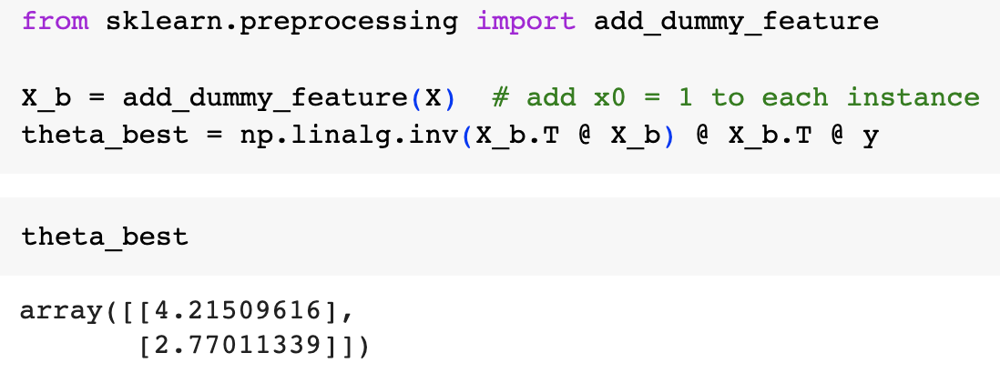 from sklearn.preprocessing import add_dummy_feature
X_b = add_dummy_feature(X)  # add x0 = 1 to each instance
theta_best = np.linalg.inv(X_b.T @ X_b) @ X_b.T @ y
theta_best
array([[4.21509616],
       [2.77011339]])